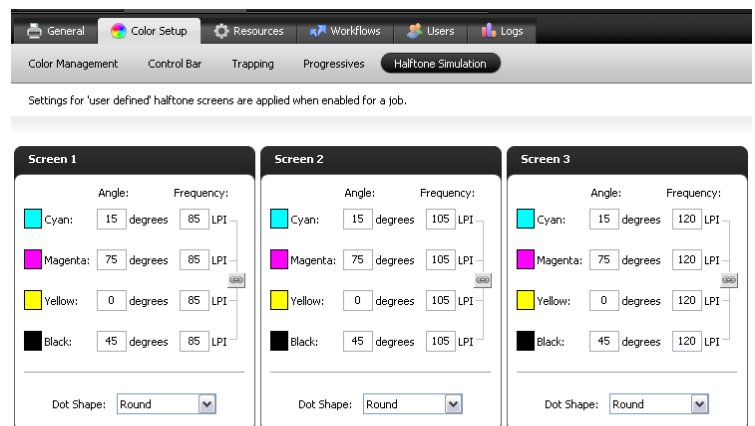 General Color Setup Resources Workflows Users Logs
Color Management Control Bar Trapping Progressives Halftone Simulation
Settings for 'user defined' halftone screens are applied when enabled for a job.
Screen 1
Angle: Frequency:
Cyan: 15 degrees 85 LPI
Magenta: 75 degrees 85 LPI
Yellow: 0 degrees 85 LPI
Black: 45 degrees 85 LPI
Dot Shape: Round
Screen 2
Angle: Frequency:
Cyan: 15 degrees 105 LPI
Magenta: 75 degrees 105 LPI
Yellow: 0 degrees 105 LPI
Black: 45 degrees 105 LPI
Dot Shape: Round
Screen 3
Angle: Frequency:
Cyan: 15 degrees 120 LPI
Magenta: 75 degrees 120 LPI
Yellow: 0 degrees 120 LPI
Black: 45 degrees 120 LPI
Dot Shape: Round